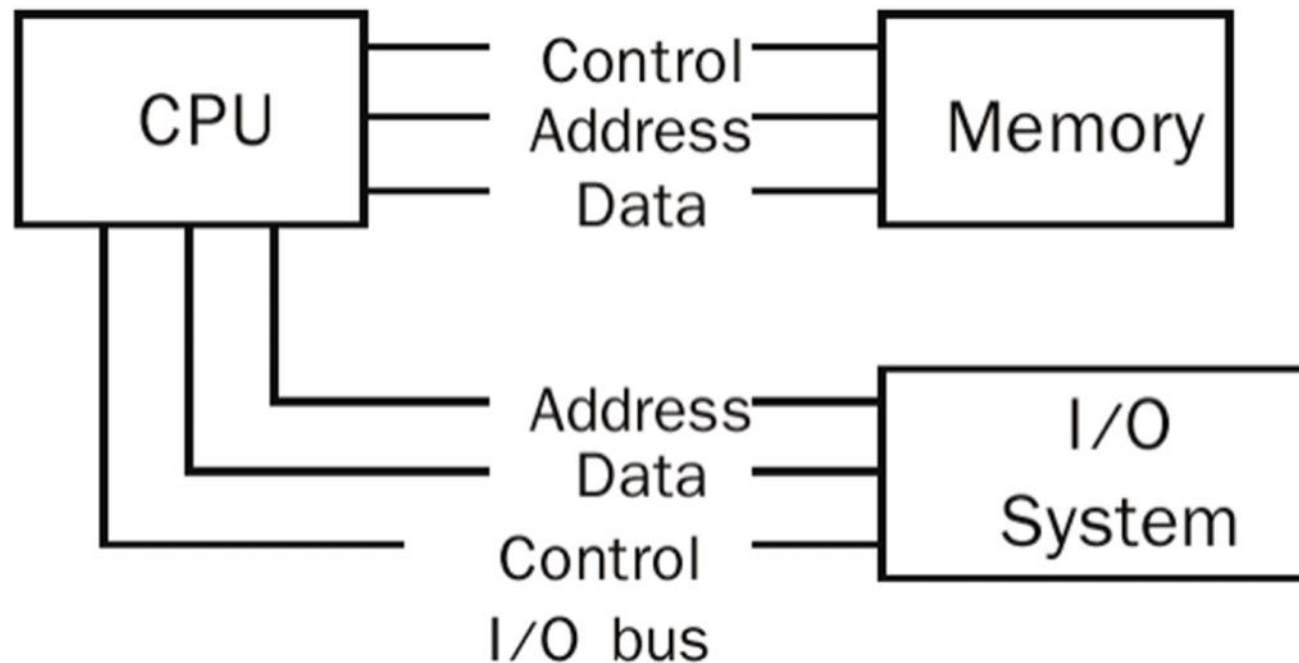 CPU
Control
Address
Data
Memory
Address
Data
Control
I/O bus
I/O
System